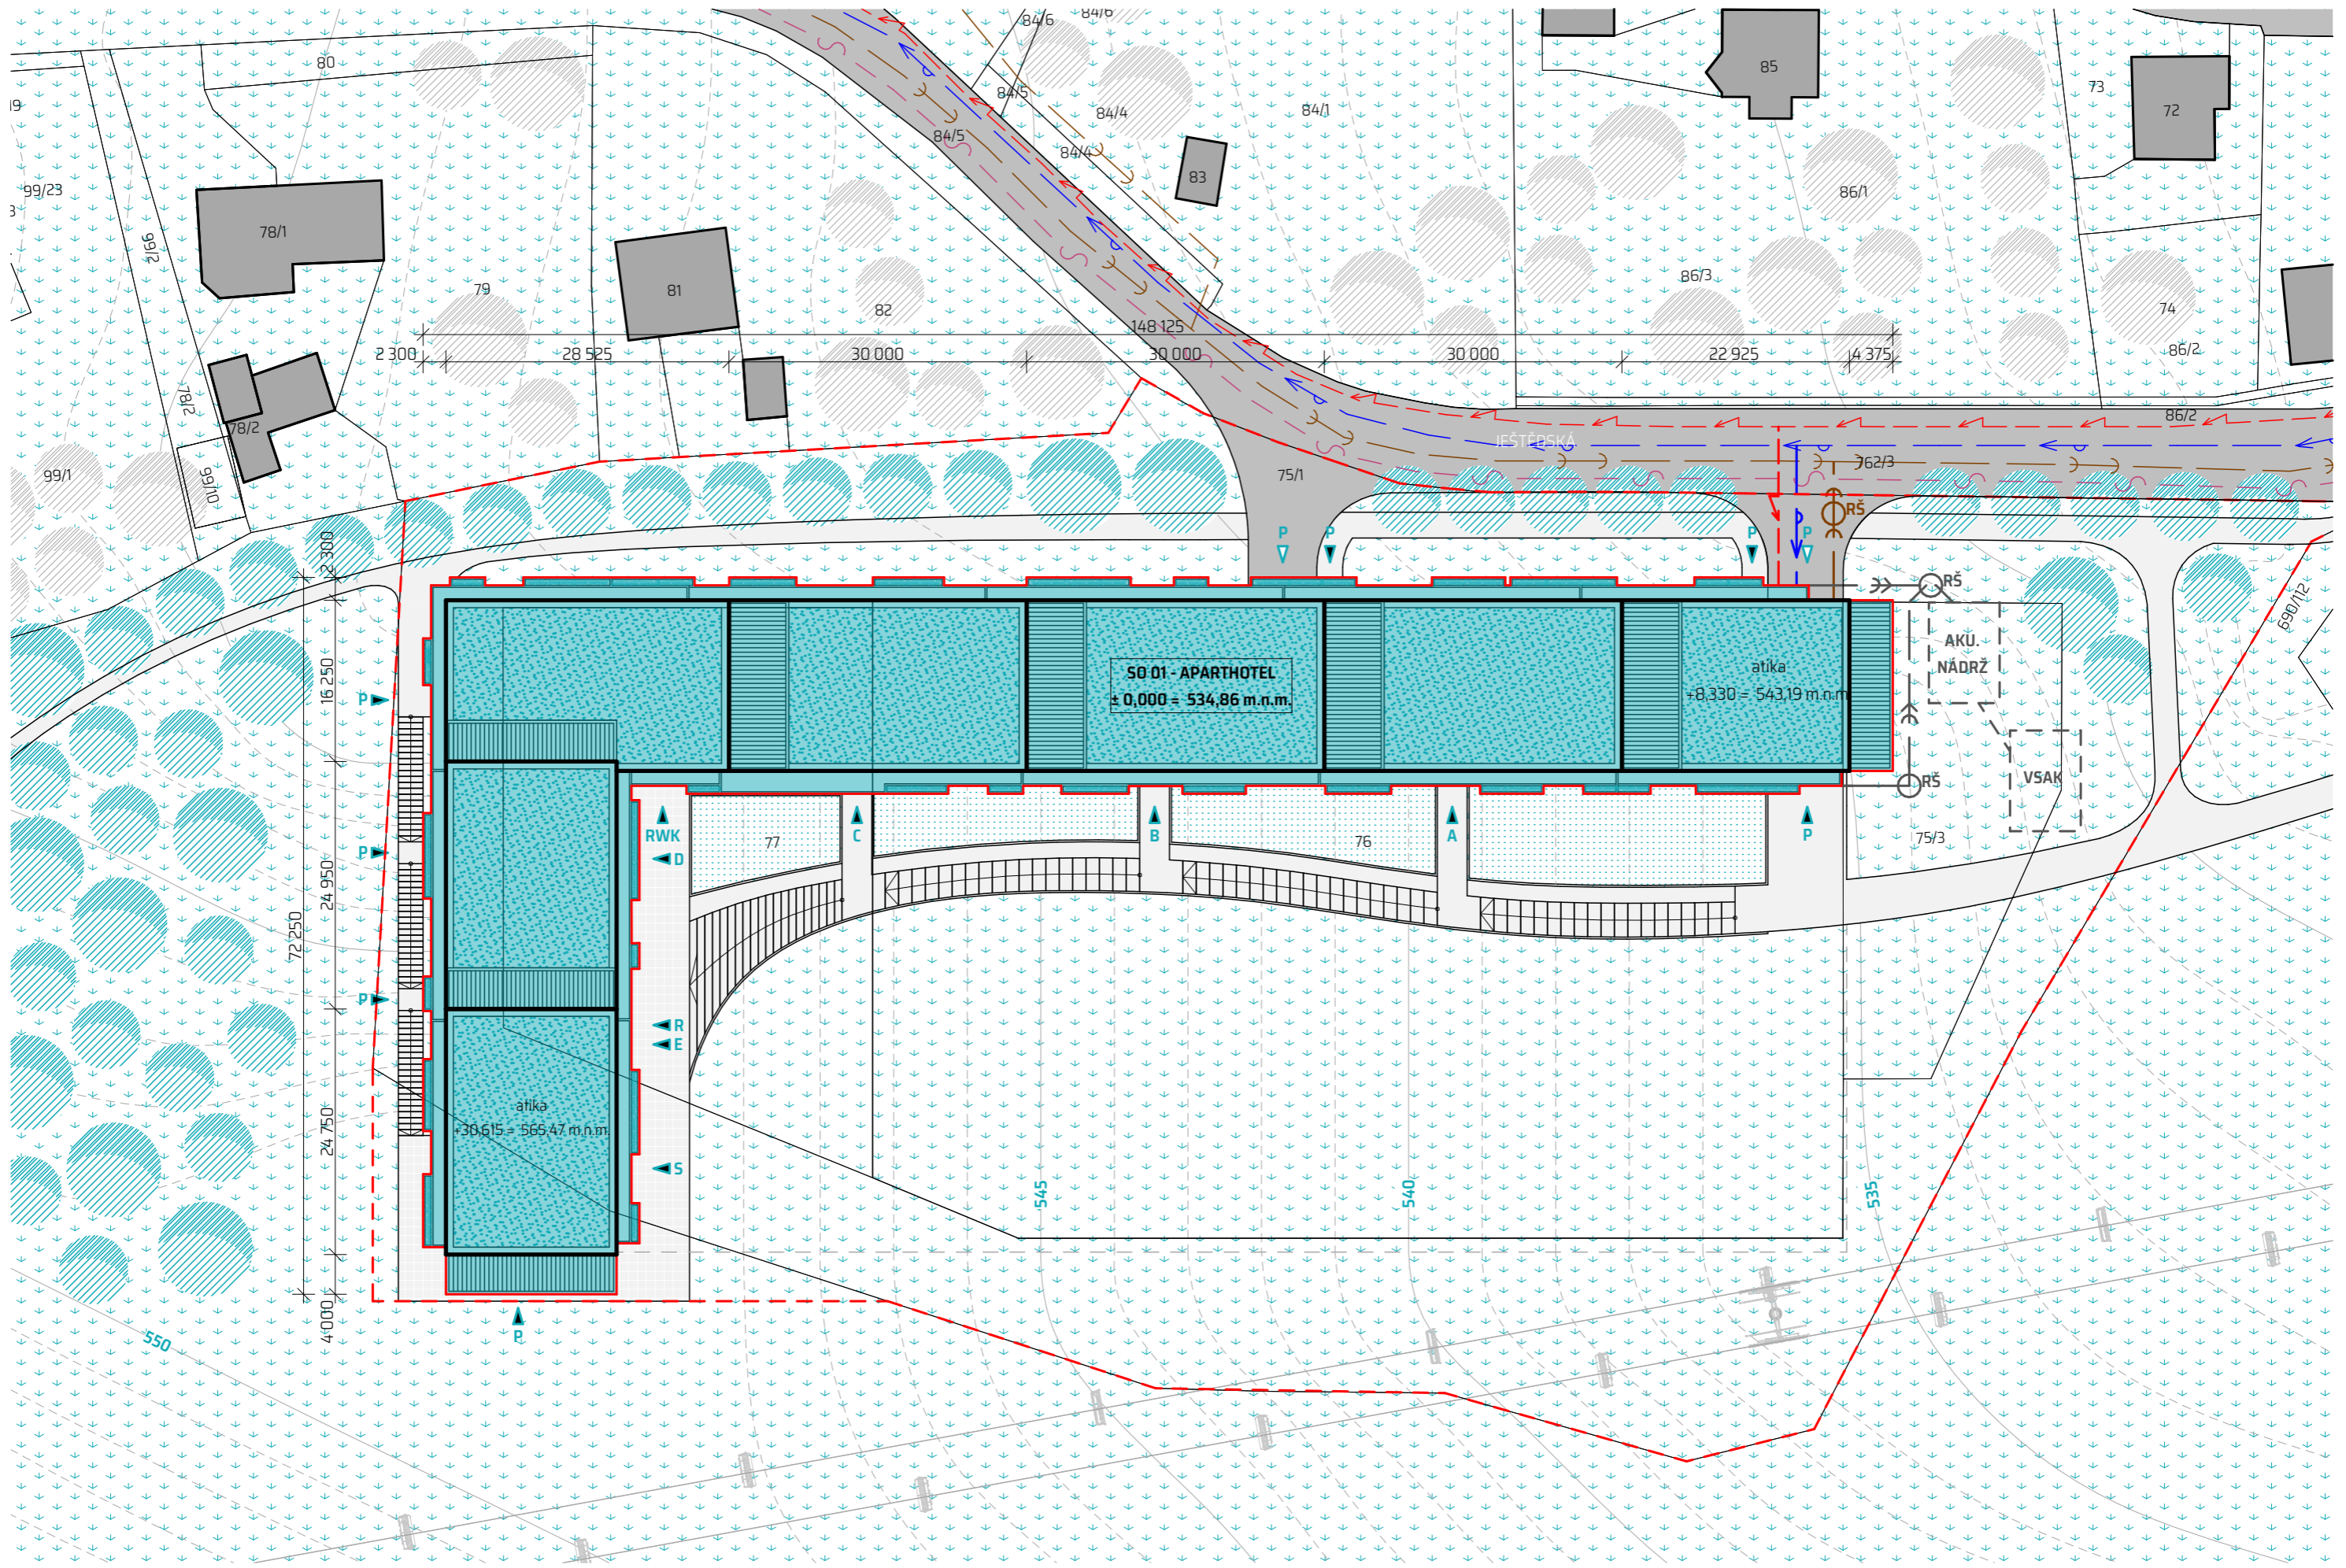 84/6
84/6
80
85
73
72
84/5
19
84/4
84/1
84/5
84/4
83
86/1
99/23
3
78/1
99/2
86/3
79
81
82
74
148 125
86/2
2 300
28 525
30 000
30 000
30 000
22 925
4 375
78/2
78/2
86/2
JEŠTĚDSKÁ
762/3
75/1
99/1
99/10
RŠ
P
P
P
P
2 300
RŠ
690/12
AKU.
NÁDRŽ
SO 01 - APARTHOTEL
± 0,000 = 534,86 m.n.m.
atika
+8,330 = 543,19 m.n.m
16 250
P
VSAK
RŠ
RWK
C
B
A
P
77
76
75/3
P
D
24 950
72 250
P
R
E
atika
+30,615 = 565,47 m.n.m
24 750
S
545
540
535
4 000
P
550